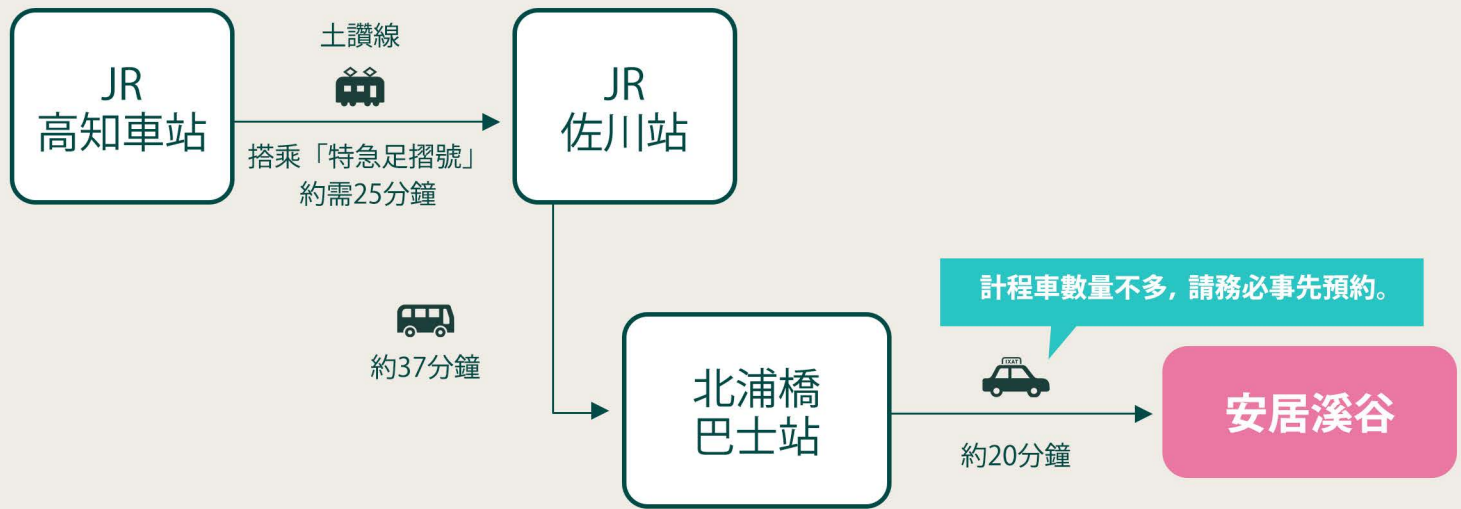 JR
高知車站
土讚線
搭乘「特急足摺號」
約需25分鐘
JR
佐川站
約37分鐘
北浦橋
巴士站
計程車數量不多, 請務必事先預約。
TAXI
約20分鐘
安居溪谷